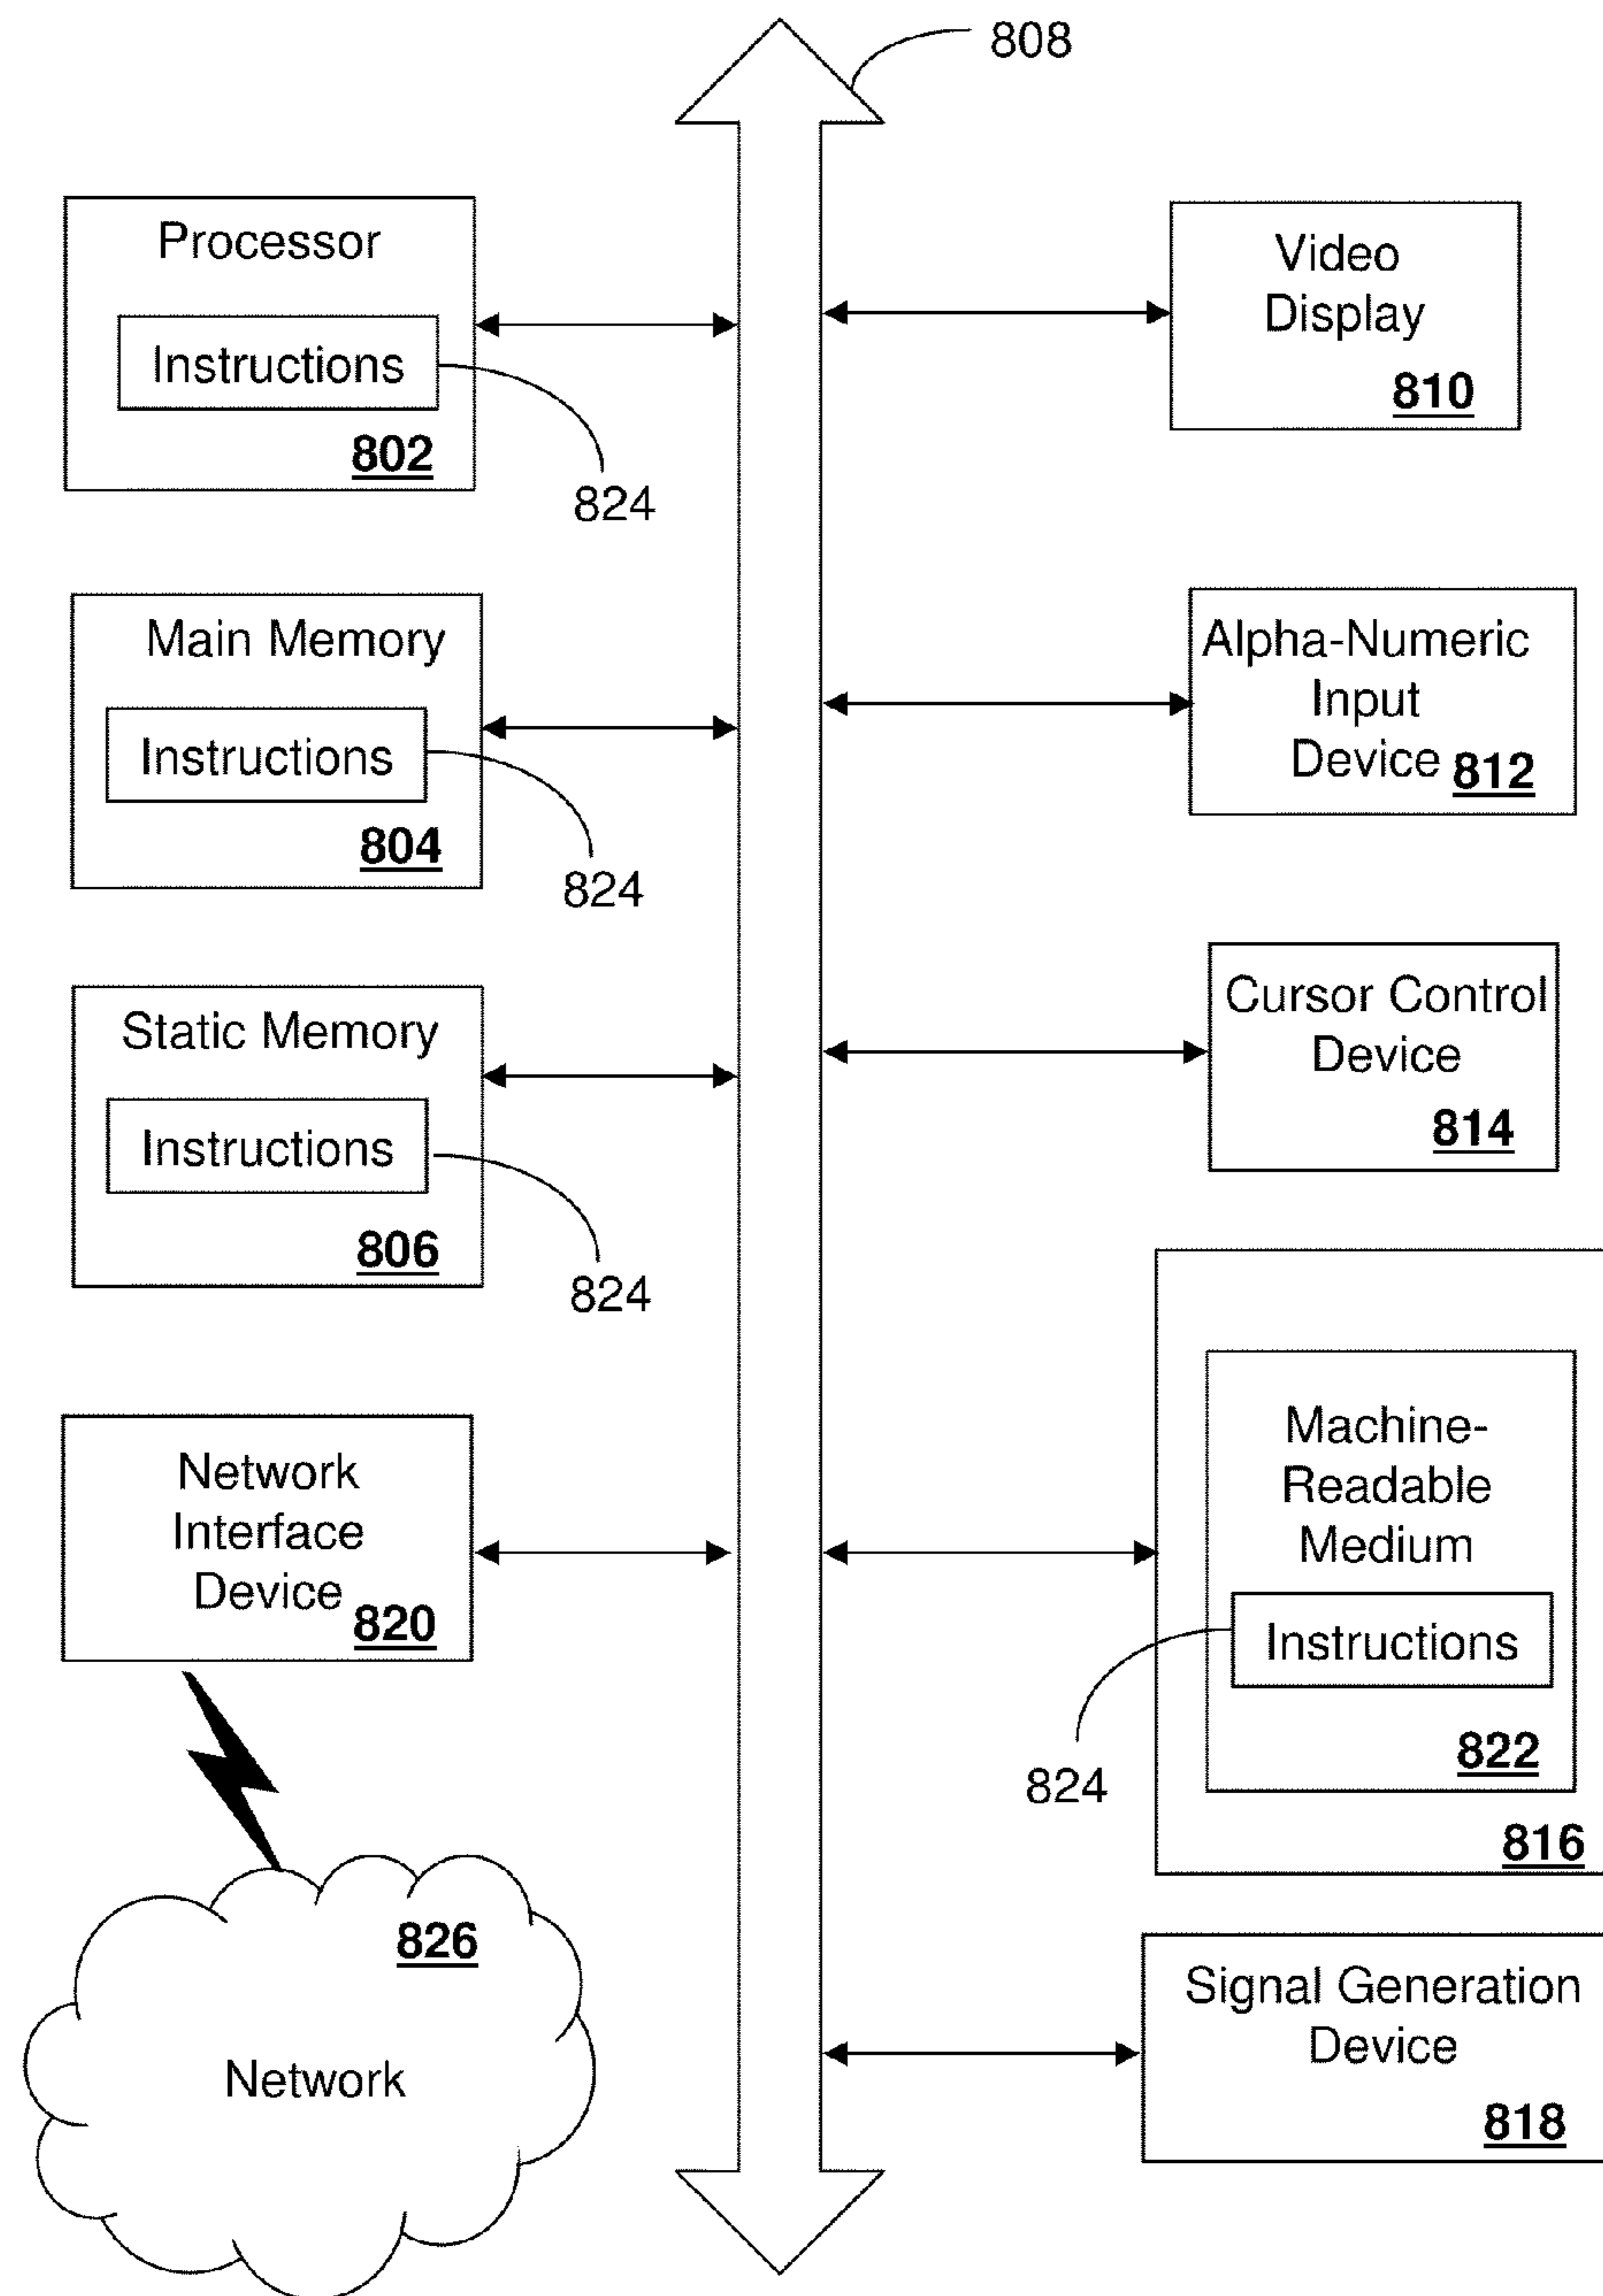 808
Processor
Instructions
802
824
Main Memory
Instructions
804
824
Static Memory
Instructions
806
824
Network
Interface
Device
820
826
Network
Video
Display
810
Alpha-Numeric
Input
Device 812
Cursor Control
Device
814
Machine-
Readable
Medium
Instructions
822
824
816
Signal Generation
Device
818